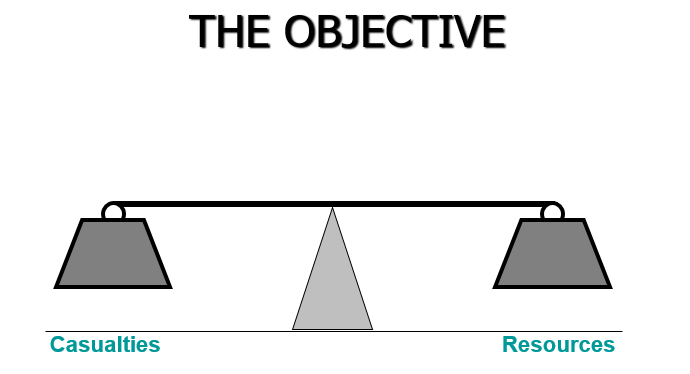 THE OBJECTIVE
Casualties
Resources